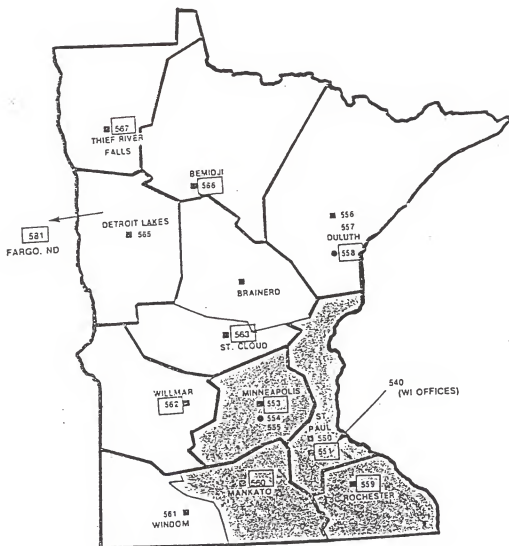 567
THIEF RIVER
FALLS
BEMIDJI
566
581
FARGO, ND
DETROIT LAKES
565
556
557
DULUTH
558
BRAINERD
563
ST. CLOUD
WILLMAR
562
MINNEAPOLIS
553
554
555
540
(WI OFFICES)
ST.
PAUL
550
551
560
MANKATO
559
ROCHESTER
561
WINDOM